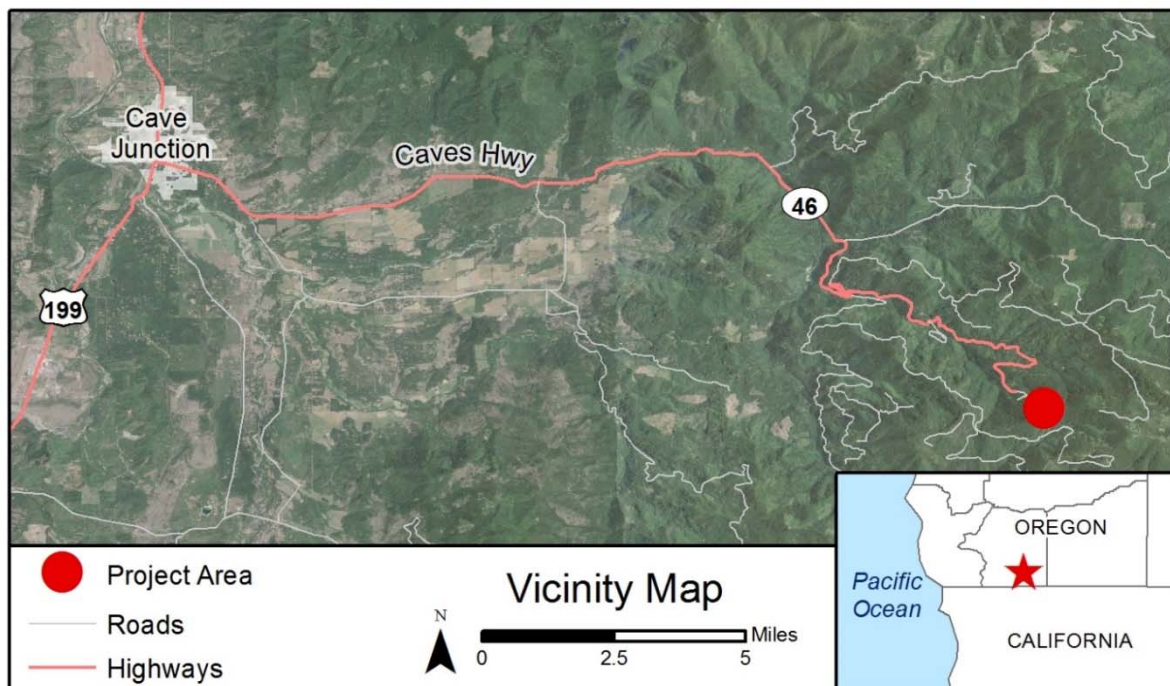 Cave
Junction
Caves Hwy
46
199
Project Area
Roads
Highways
Vicinity Map
N
Miles
0 2.5 5
OREGON
Pacific
Ocean
CALIFORNIA